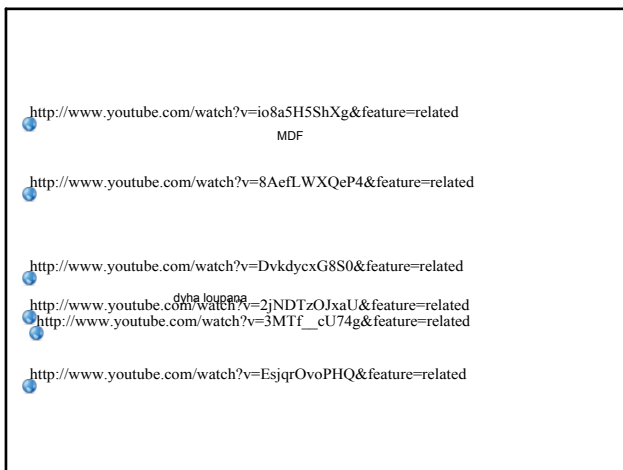 http://www.youtube.com/watch?v=io8a5H5ShXg&feature=related
MDF
http://www.youtube.com/watch?v=8AefLWXQeP4&feature=related
http://www.youtube.com/watch?v=DvkdycxG8S0&feature=related
dyha loupana
http://www.youtube.com/watch?v=2jNDTzOJxaU&feature=related
http://www.youtube.com/watch?v=3MTf__cU74g&feature=related
http://www.youtube.com/watch?v=EsjqrOvoPHQ&feature=related